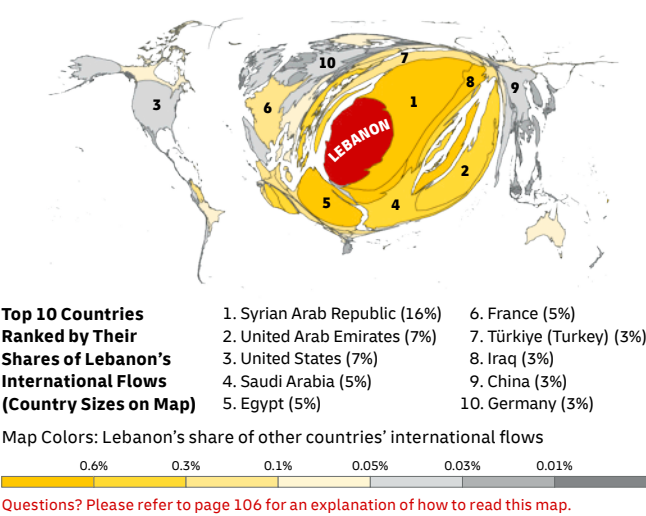 10
7
1
8
9
3
6
LEBANON
2
5
4
Top 10 Countries
Ranked by Their
Shares of Lebanon's
International Flows
(Country Sizes on Map)
1. Syrian Arab Republic (16%)
2. United Arab Emirates (7%)
3. United States (7%)
4. Saudi Arabia (5%)
5. Egypt (5%)
6. France (5%)
7. Türkiye (Turkey) (3%)
8. Iraq (3%)
9. China (3%)
10. Germany (3%)
Map Colors: Lebanon's share of other countries' international flows
0.6% 0.3% 0.1% 0.05% 0.03% 0.01%
Questions? Please refer to page 106 for an explanation of how to read this map.